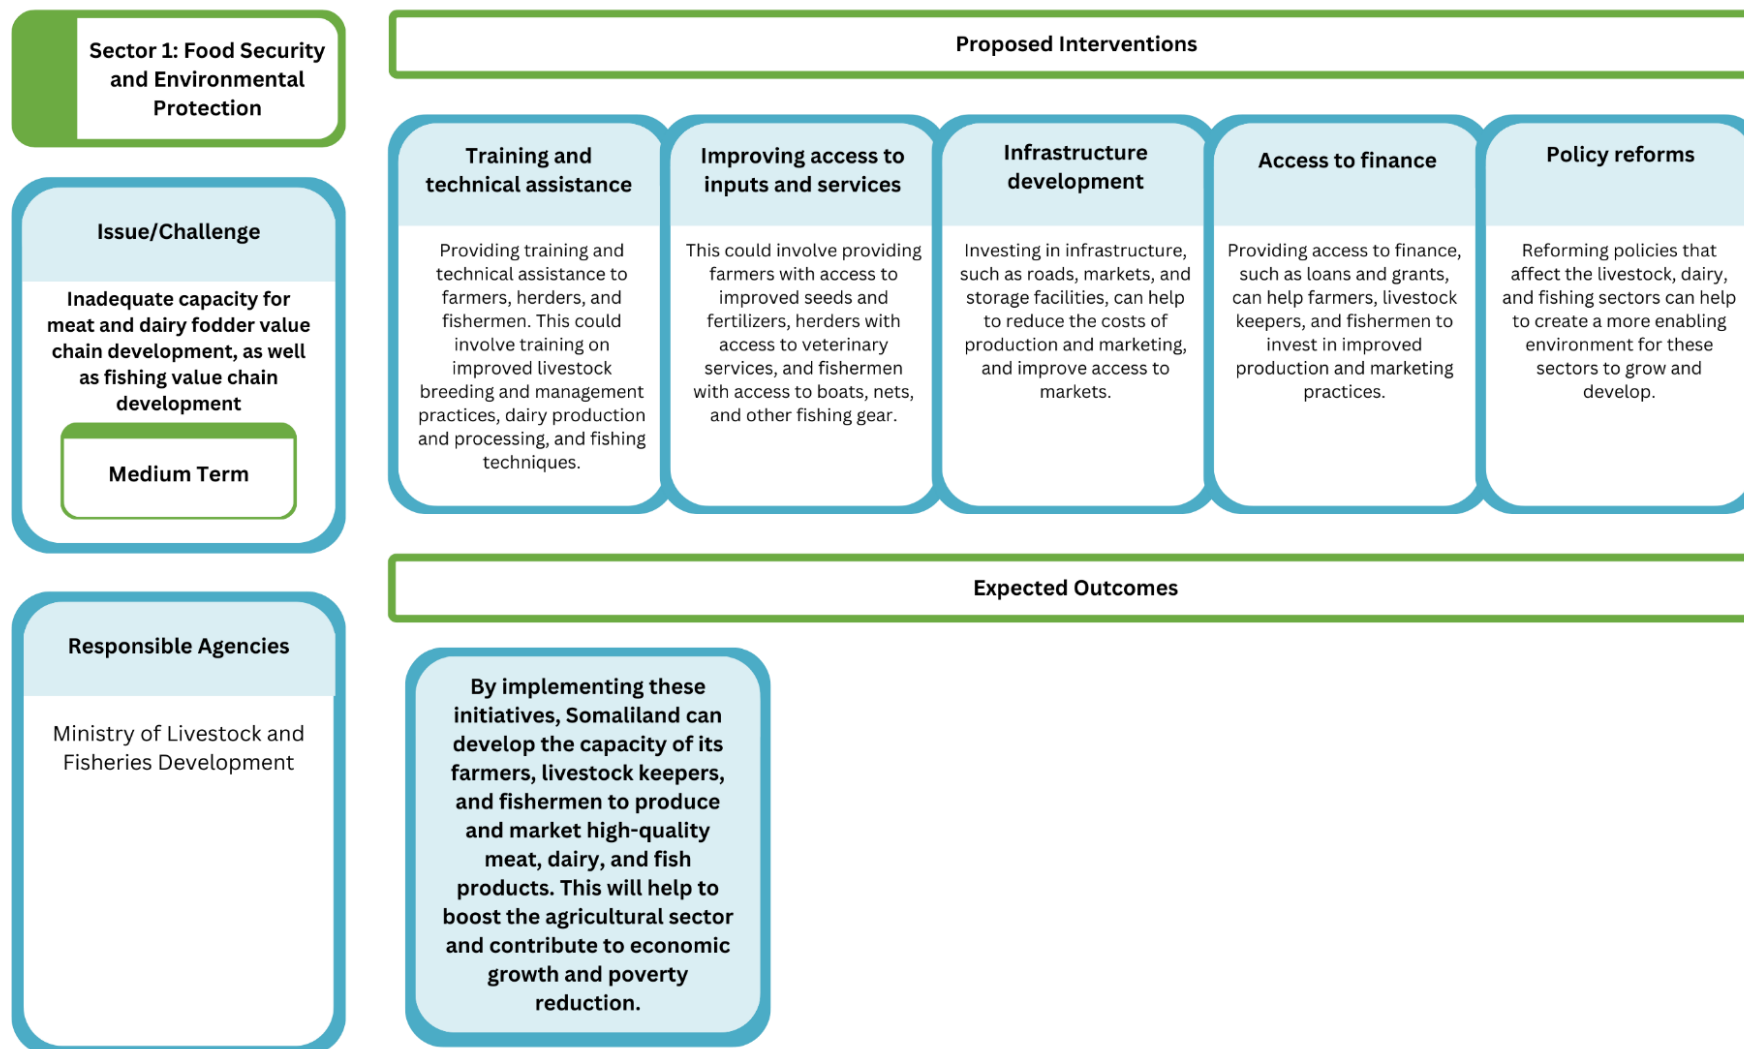 Sector 1: Food Security
and Environmental
Protection
Issue/Challenge
Inadequate capacity for
meat and dairy fodder value
chain development, as well
as fishing value chain
development
Medium Term
Responsible Agencies
Ministry of Livestock and
Fisheries Development
Proposed Interventions
Training and
technical assistance
Providing training and
technical assistance to
farmers, herders, and
fishermen. This could
involve training on
improved livestock
breeding and management
practices, dairy production
and processing, and fishing
techniques.
Improving access to
inputs and services
This could involve providing
farmers with access to
improved seeds and
fertilizers, herders with
access to veterinary
services, and fishermen
with access to boats, nets,
and other fishing gear.
Infrastructure
development
Investing in infrastructure,
such as roads, markets, and
storage facilities, can help
to reduce the costs of
production and marketing,
and improve access to
markets.
Access to finance
Providing access to finance,
such as loans and grants,
can help farmers, livestock
keepers, and fishermen to
invest in improved
production and marketing
practices.
Policy reforms
Reforming policies that
affect the livestock, dairy,
and fishing sectors can help
to create a more enabling
environment for these
sectors to grow and
develop.
Expected Outcomes
By implementing these
initiatives, Somaliland can
develop the capacity of its
farmers, livestock keepers,
and fishermen to produce
and market high-quality
meat, dairy, and fish
products. This will help to
boost the agricultural sector
and contribute to economic
growth and poverty
reduction.